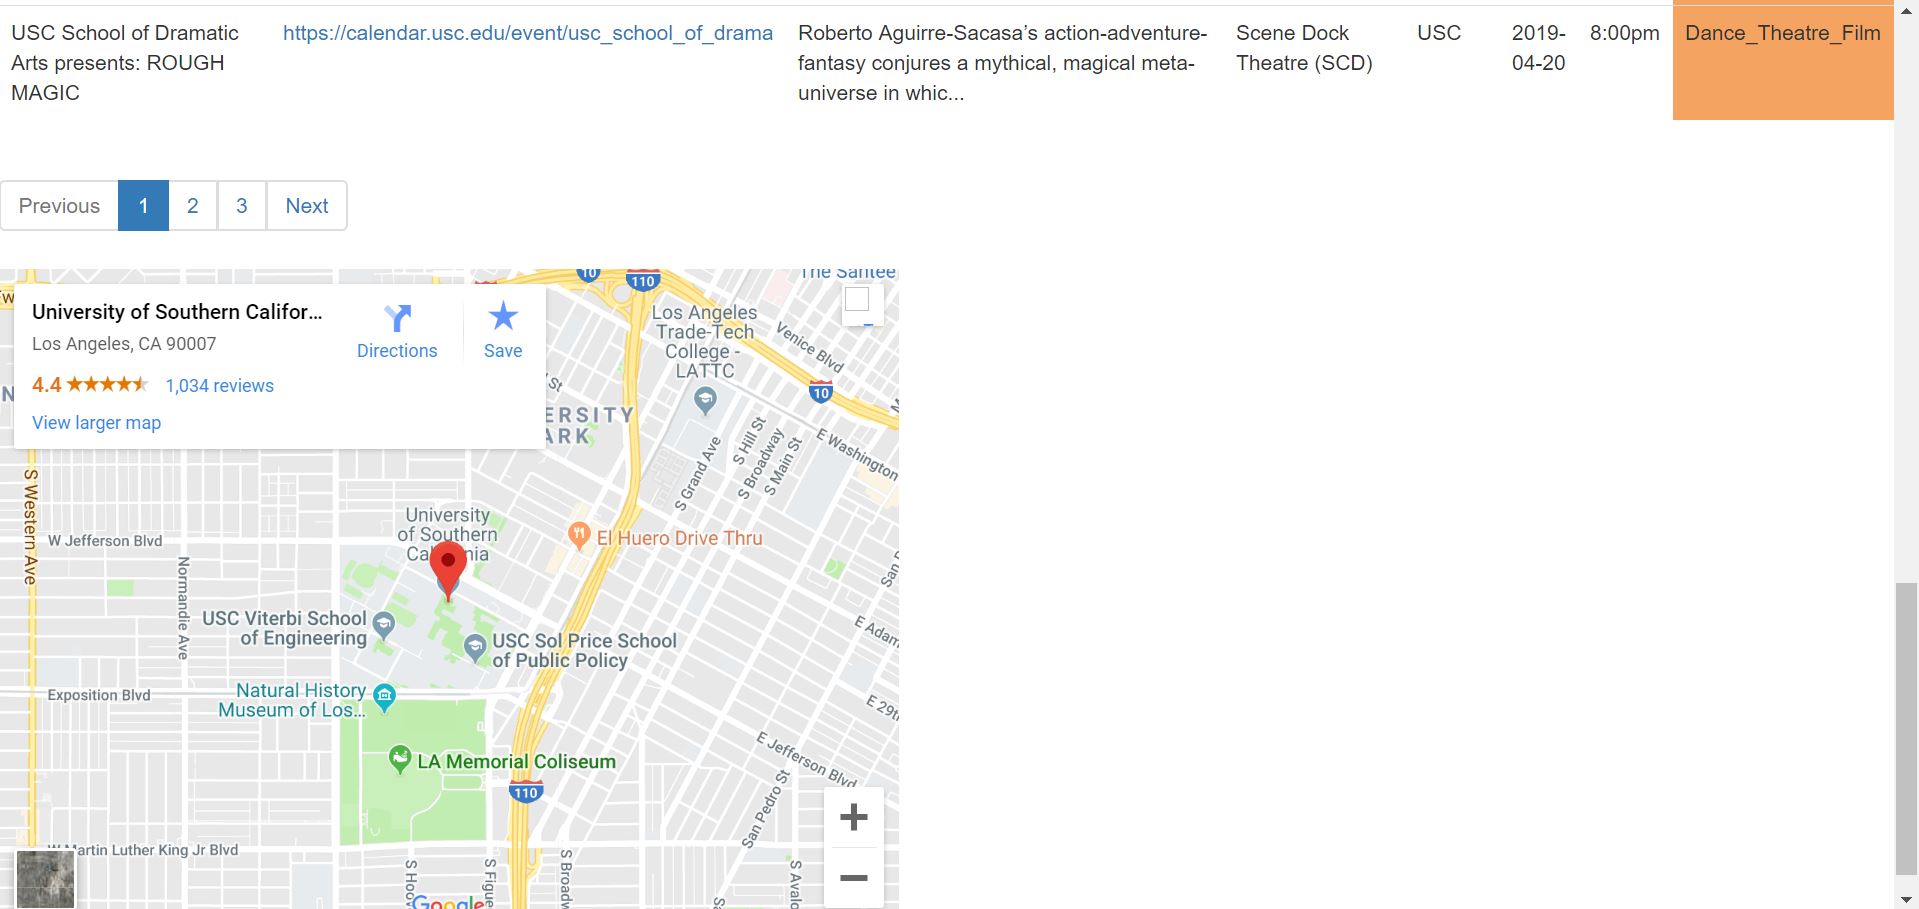 USC School of Dramatic
Arts presents: ROUGH
MAGIC
https://calendar.usc.edu/event/usc_school_of_drama
Roberto Aguirre-Sacasa’s action-adventure-
fantasy conjures a mythical, magical meta-
universe in whic...
Scene Dock
Theatre (SCD)
USC
2019-
04-20
8:00pm
Dance_Theatre_Film
Previous
1
2
3
Next
University of Southern Califor...
Los Angeles, CA 90007
4.4
1,034 reviews
View larger map
Directions
Save
10
110
The Santee
Los Angeles
Trade-Tech
College -
LATTC
Venice Blvd
10
St
ERSITY
ARK
S Hill St
S Broadway
S Main St
S Grand Ave
E Washington
S Western Ave
W Jefferson Blvd
Normandie Ave
University
of Southern
Ca nia
El Huero Drive Thru
San
USC Viterbi School
of Engineering
USC Sol Price School
of Public Policy
E Adam
Exposition Blvd
Natural History
Museum of Los...
E 29th
LA Memorial Coliseum
E Jefferson Blvd
110
San Pedro St
W Martin Luther King Jr Blvd
S Hoov
S Figue
S Broadw
S Avalo
Google